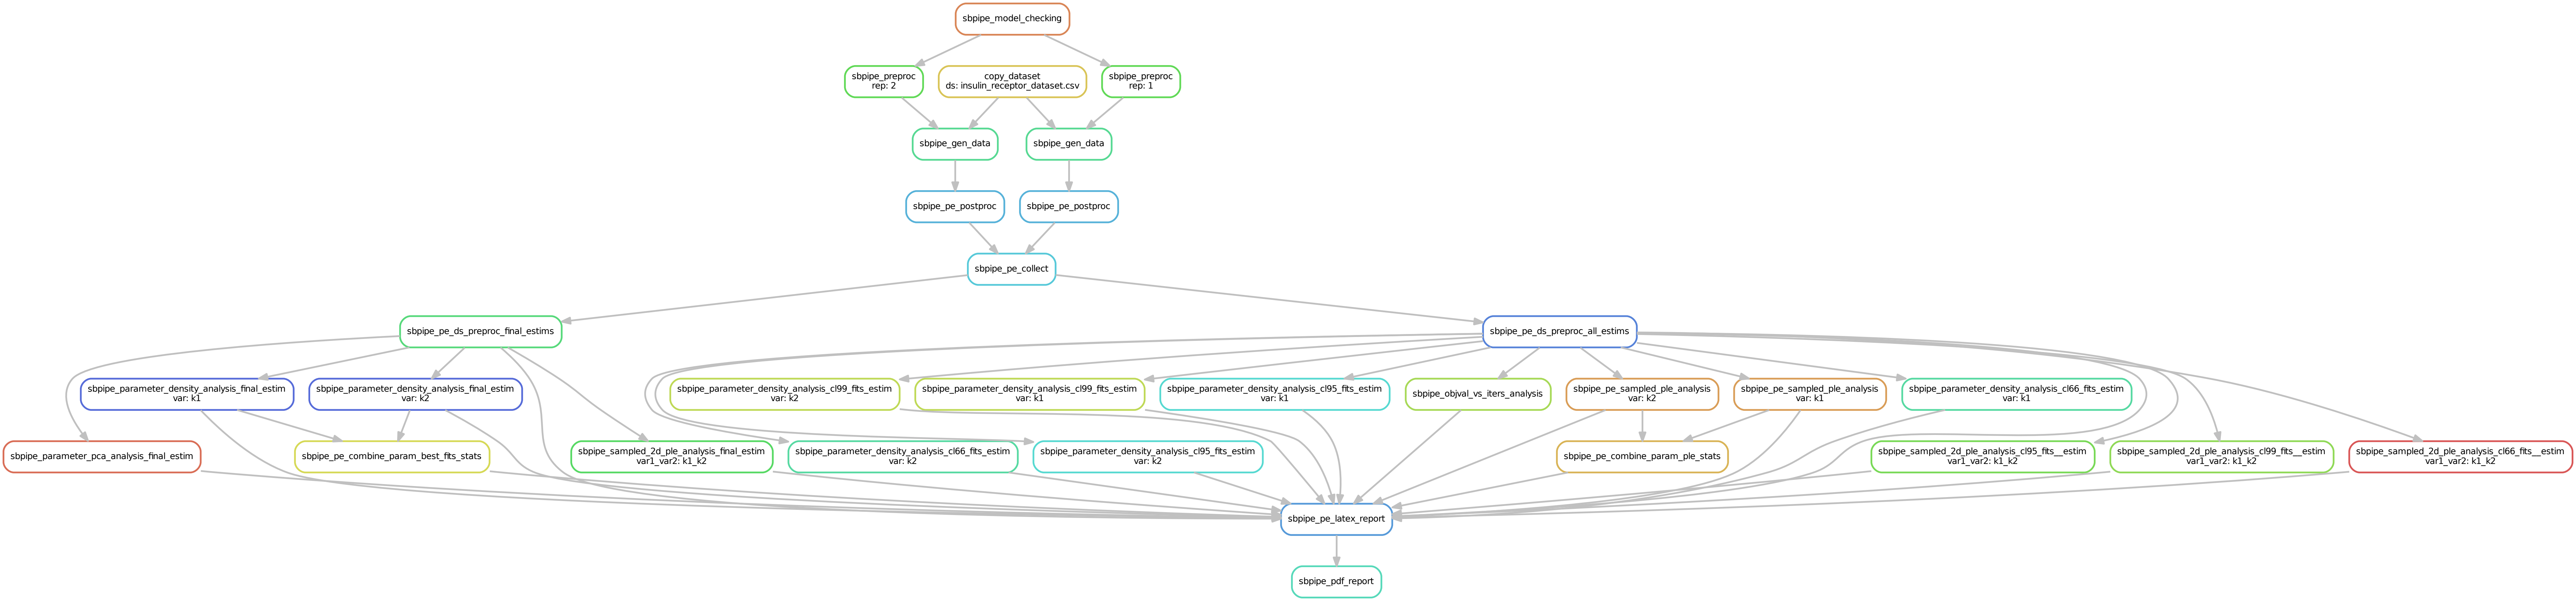 sbpipe_model_checking
sbpipe_preproc
rep: 2
copy_dataset
ds: insulin_receptor_dataset.csv
sbpipe_preproc
rep: 1
sbpipe_gen_data
sbpipe_gen_data
sbpipe_pe_postproc
sbpipe_pe_postproc
sbpipe_pe_collect
sbpipe_pe_ds_preproc_final_estims
sbpipe_pe_ds_preproc_all_estims
sbpipe_parameter_density_analysis_final_estim
var: k1
sbpipe_parameter_density_analysis_final_estim
var: k2
sbpipe_parameter_density_analysis_cl99_fits_estim
var: k2
sbpipe_parameter_density_analysis_cl99_fits_estim
var: k1
sbpipe_parameter_density_analysis_cl95_fits_estim
var: k1
sbpipe_objval_vs_iters_analysis
sbpipe_pe_sampled_ple_analysis
var: k2
sbpipe_pe_sampled_ple_analysis
var: k1
sbpipe_parameter_density_analysis_cl66_fits_estim
var: k1
sbpipe_parameter_pca_analysis_final_estim
sbpipe_pe_combine_param_best_fits_stats
sbpipe_sampled_2d_ple_analysis_final_estim
var1_var2: k1_k2
sbpipe_parameter_density_analysis_cl66_fits_estim
var: k2
sbpipe_parameter_density_analysis_cl95_fits_estim
var: k2
sbpipe_pe_combine_param_ple_stats
sbpipe_sampled_2d_ple_analysis_cl95_fits__estim
var1_var2: k1_k2
sbpipe_sampled_2d_ple_analysis_cl99_fits__estim
var1_var2: k1_k2
sbpipe_sampled_2d_ple_analysis_cl66_fits__estim
var1_var2: k1_k2
sbpipe_pe_latex_report
sbpipe_pdf_report